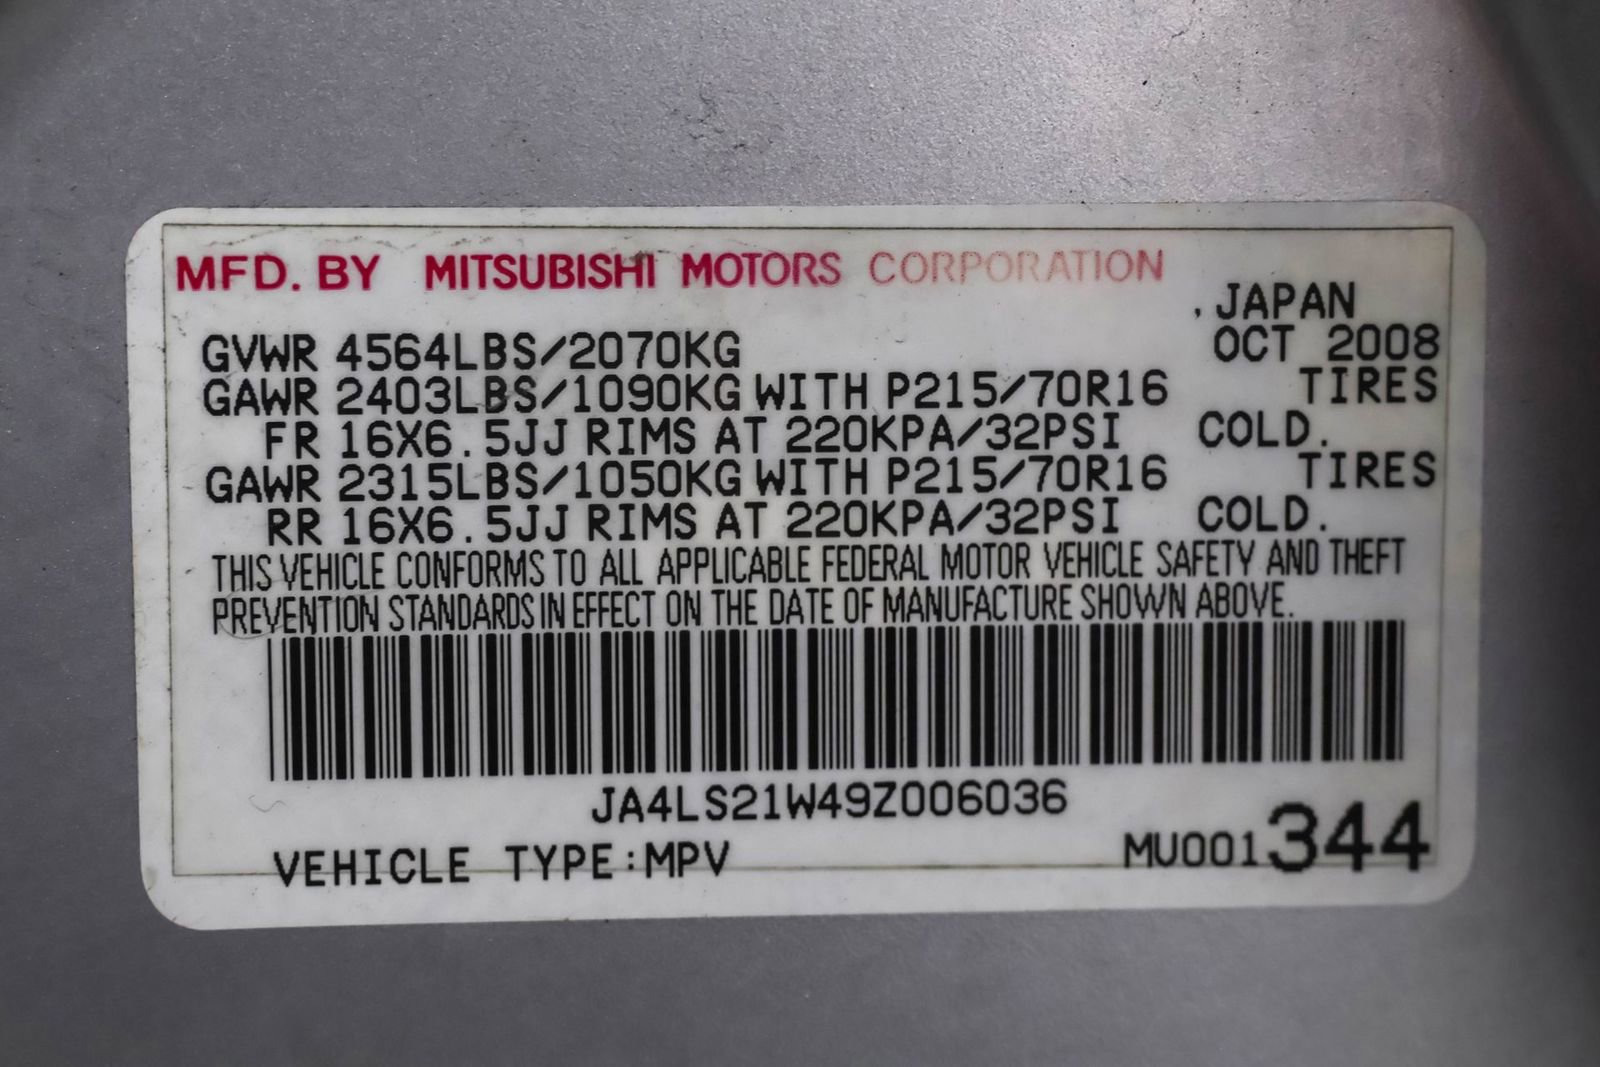 MFD. BY MITSUBISHI MOTORS CORPORATION
, JAPAN
GVWR 4564LBS/2070KG OCT 2008
GAWR 2403LBS/1090KG WITH P215/70R16 TIRES
FR 16X6.5JJ RIMS AT 220KPA/32PSI COLD.
GAWR 2315LBS/1050KG WITH P215/70R16 TIRES
RR 16X6.5JJ RIMS AT 220KPA/32PSI COLD.
THIS VEHICLE CONFORMS TO ALL APPLICABLE FEDERAL MOTOR VEHICLE SAFETY AND THEFT
PREVENTION STANDARDS IN EFFECT ON THE DATE OF MANUFACTURE SHOWN ABOVE.
JA4LS21W49Z006036
VEHICLE TYPE:MPV MU001344